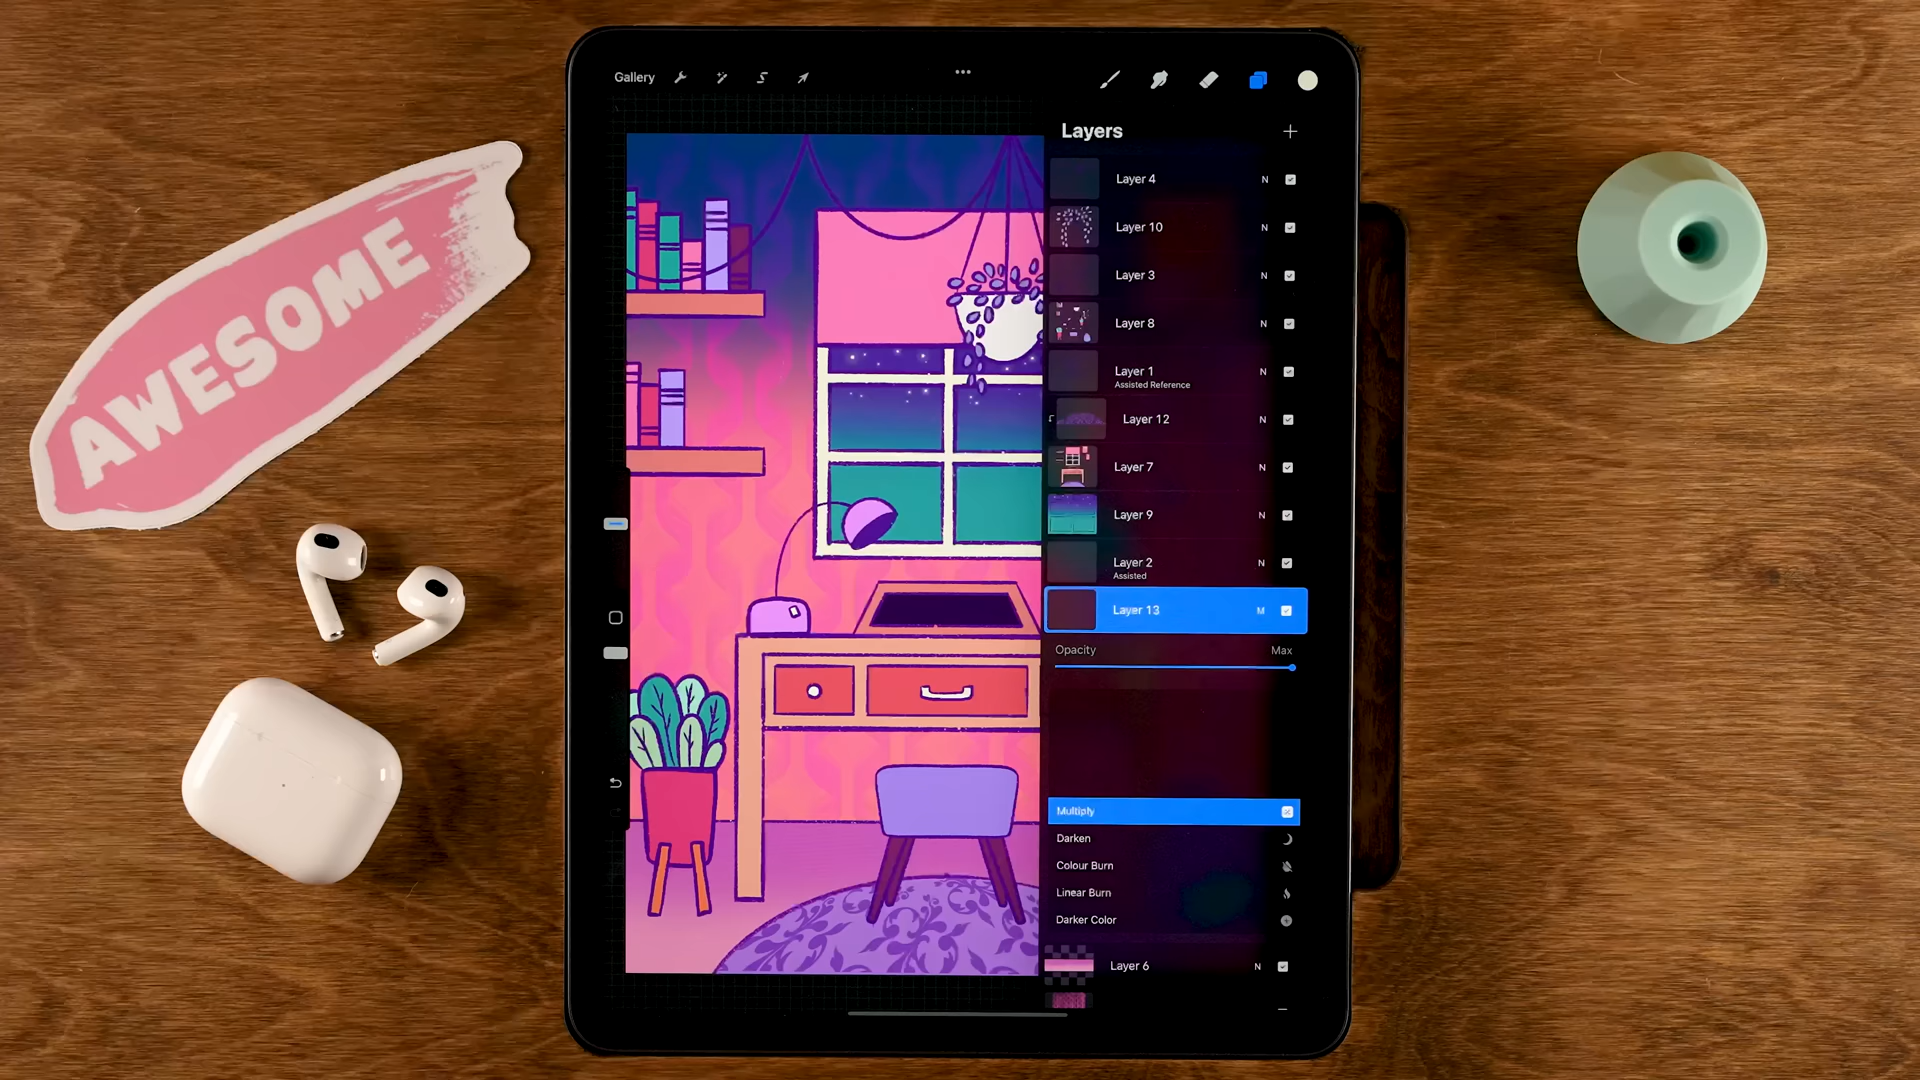 Gallery
Layers
AWESOME
Layer 4 N
Layer 10 N
Layer 3 N
Layer 8 N
Layer 1 N
Assisted Reference
Layer 12 N
Layer 7 N
Layer 9 N
Layer 2 N
Assisted
Layer 13 M
Opacity Max
Multiply
Darken
Colour Burn
Linear Burn
Darker Color
Layer 6 N